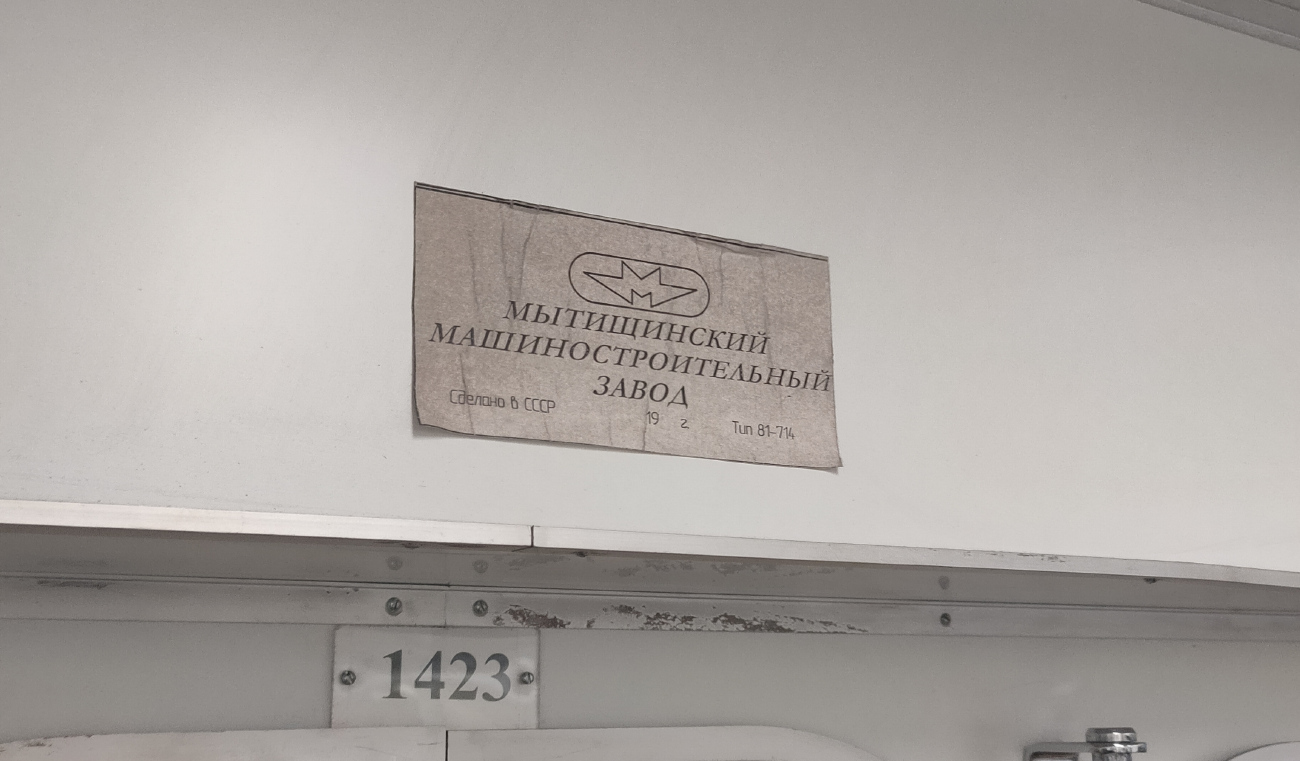 МЫТИЩИНСКИЙ
МАШИНОСТРОИТЕЛЬНЫЙ
ЗАВОД
Сделано в СССР 19 г. Тип 81-714
1423